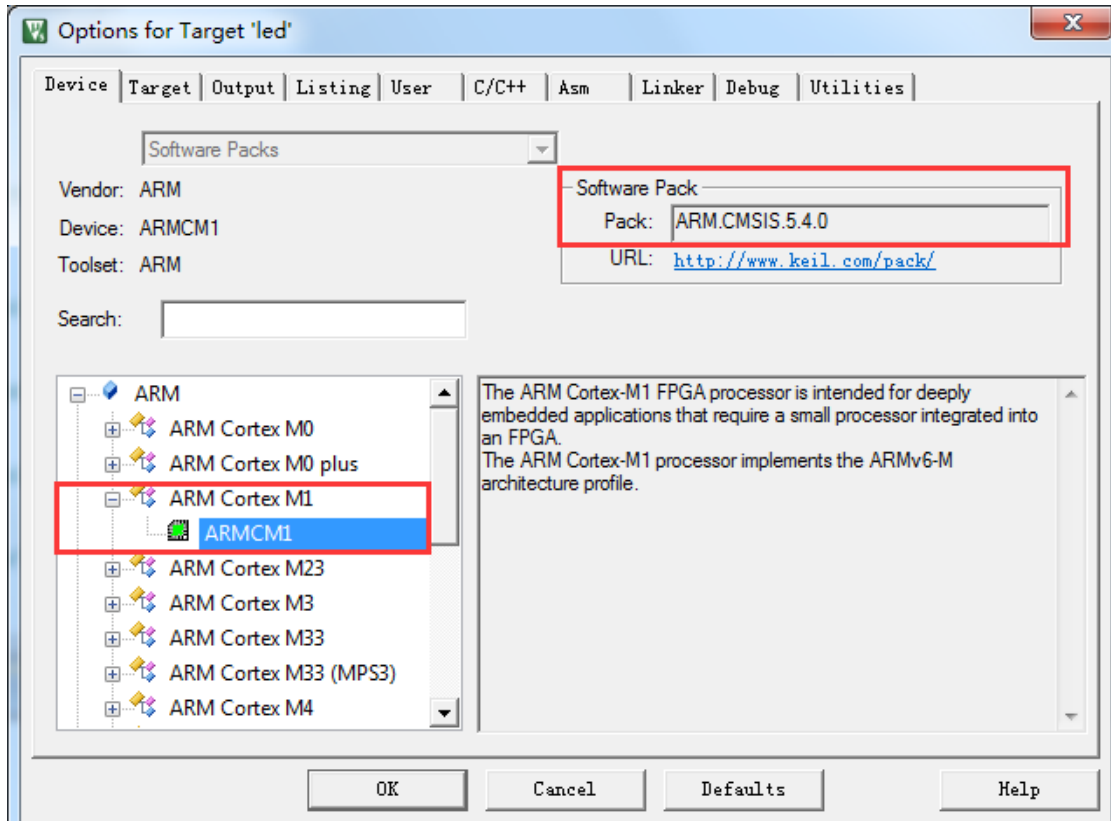 Options for Target 'led'
Device Target Output Listing User C/C++ Asm Linker Debug Utilities
Software Packs
Vendor: ARM
Device: ARMCM1
Toolset: ARM
Search:
Software Pack
Pack: ARM.CMSIS.5.4.0
URL: http://www.keil.com/pack/
ARM
ARM Cortex M0
ARM Cortex M0 plus
ARM Cortex M1
ARMCM1
ARM Cortex M23
ARM Cortex M3
ARM Cortex M33
ARM Cortex M33 (MPS3)
ARM Cortex M4
The ARM Cortex-M1 FPGA processor is intended for deeply
embedded applications that require a small processor integrated into
an FPGA.
The ARM Cortex-M1 processor implements the ARMv6-M
architecture profile.
OK Cancel Defaults Help